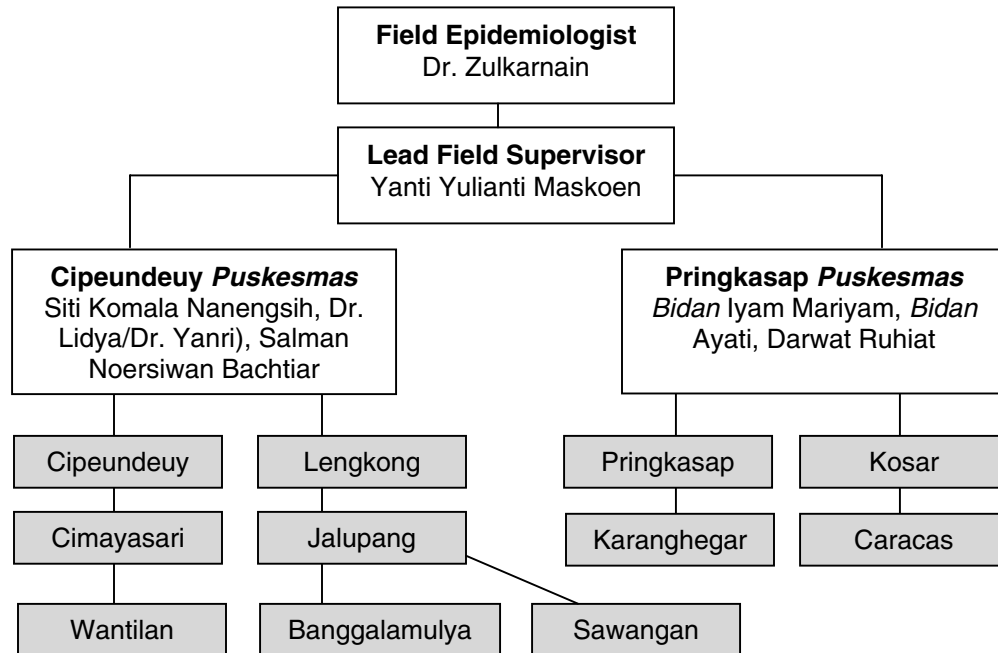 Field Epidemiologist
Dr. Zulkarnain
Lead Field Supervisor
Yanti Yulianti Maskoen
Cipeundeuy Puskesmas
Siti Komala Nanengsih, Dr.
Lidya/Dr. Yanri), Salman
Noersiwan Bachtiar
Pringkasap Puskesmas
Bidan Iyam Mariyam, Bidan
Ayati, Darwat Ruhiat
Cipeundeuy
Lengkong
Pringkasap
Kosar
Cimayasari
Jalupang
Karanghegar
Caracas
Wantilan
Banggalamulya
Sawangan